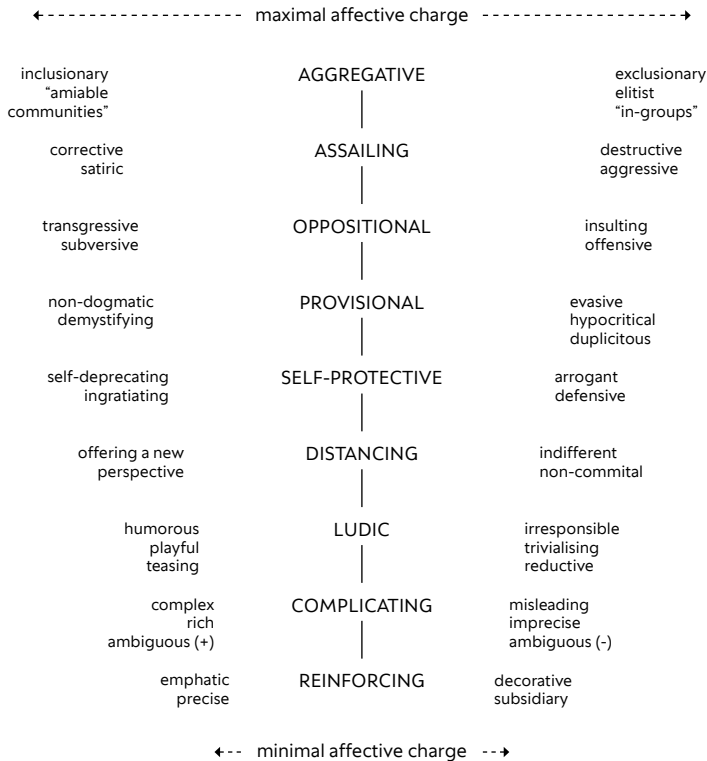 maximal affective charge
inclusionary
“amiable
communities”
AGGREGATIVE
exclusionary
elitist
“in-groups”
corrective
satiric
ASSAILING
destructive
aggressive
transgressive
subversive
OPPOSITIONAL
insulting
offensive
non-dogmatic
demystifying
PROVISIONAL
evasive
hypocritical
duplicitous
self-deprecating
ingratiating
SELF-PROTECTIVE
arrogant
defensive
offering a new
perspective
DISTANCING
indifferent
non-commital
humorous
playful
teasing
LUDIC
irresponsible
trivialising
reductive
complex
rich
ambiguous (+)
COMPLICATING
misleading
imprecise
ambiguous (-)
emphatic
precise
REINFORCING
decorative
subsidiary
minimal affective charge